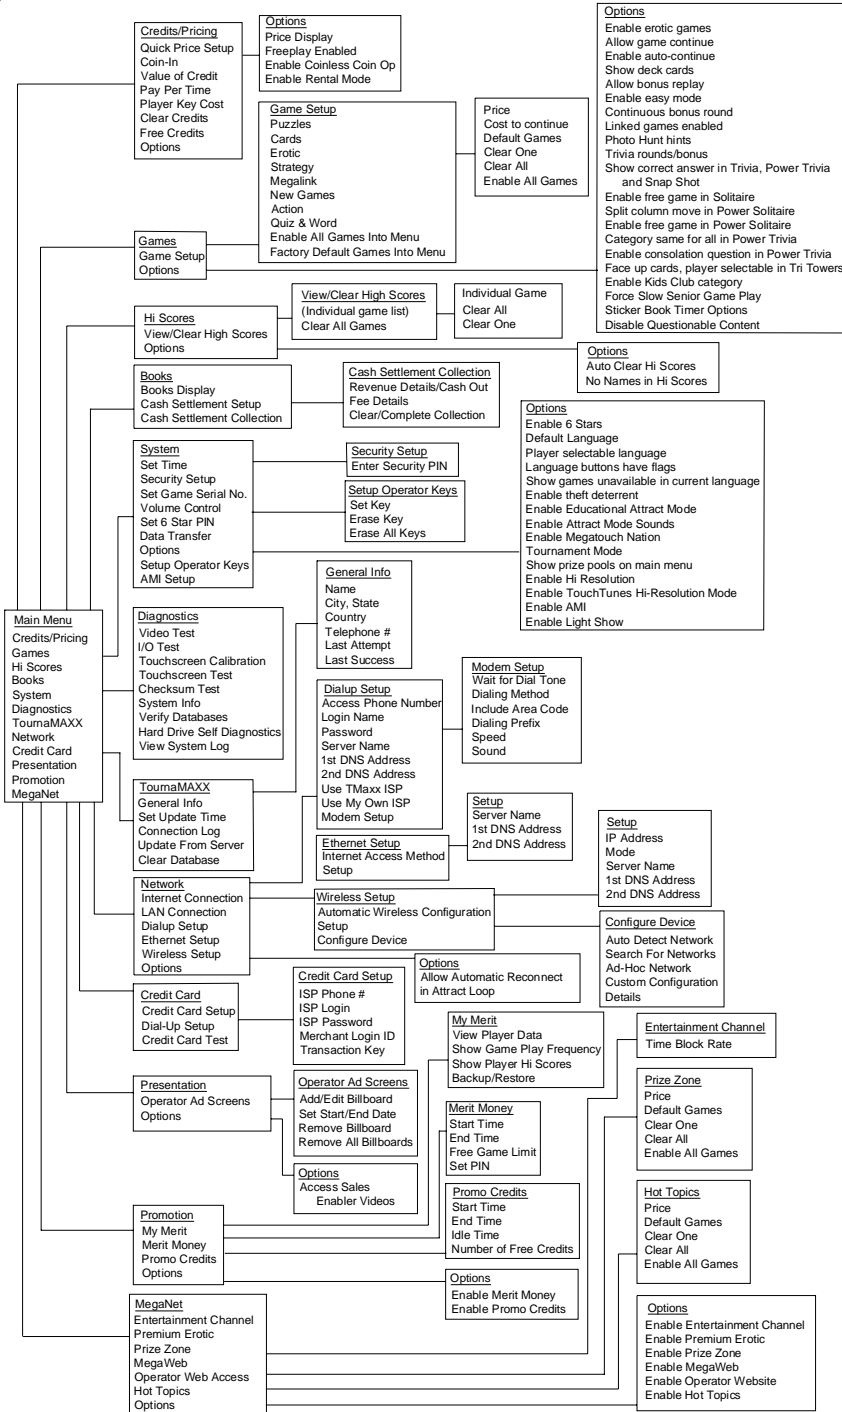 Main Menu
Credits/Pricing
Games
Hi Scores
Books
System
Diagnostics
TournaMAXX
Network
Credit Card
Presentation
Promotion
MegaNet
Credits/Pricing
Quick Price Setup
Coin-In
Value of Credit
Pay Per Time
Player Key Cost
Clear Credits
Free Credits
Options
Options
Price Display
Freeplay Enabled
Enable Coinless Coin Op
Enable Rental Mode
Games
Game Setup
Options
Game Setup
Puzzles
Cards
Erotic
Strategy
Megalink
New Games
Action
Quiz & Word
Enable All Games Into Menu
Factory Default Games Into Menu
Price
Cost to continue
Default Games
Clear One
Clear All
Enable All Games
Options
Enable erotic games
Allow game continue
Enable auto-continue
Show deck cards
Allow bonus replay
Enable easy mode
Continuous bonus round
Linked games enabled
Photo Hunt hints
Trivia rounds/bonus
Show correct answer in Trivia, Power Trivia
and Snap Shot
Enable free game in Solitaire
Split column move in Power Solitaire
Enable free game in Power Solitaire
Category same for all in Power Trivia
Enable consolation question in Power Trivia
Face up cards, player selectable in Tri Towers
Enable Kids Club category
Force Slow Senior Game Play
Sticker Book Timer Options
Disable Questionable Content
Hi Scores
View/Clear High Scores
Options
View/Clear High Scores
(Individual game list)
Clear All Games
Individual Game
Clear All
Clear One
Options
Auto Clear Hi Scores
No Names in Hi Scores
Books
Books Display
Cash Settlement Setup
Cash Settlement Collection
Cash Settlement Collection
Revenue Details/Cash Out
Fee Details
Clear/Complete Collection
System
Set Time
Security Setup
Set Game Serial No.
Volume Control
Set 6 Star PIN
Data Transfer
Options
Setup Operator Keys
AMI Setup
Security Setup
Enter Security PIN
Setup Operator Keys
Set Key
Erase Key
Erase All Keys
Options
Enable 6 Stars
Default Language
Player selectable language
Language buttons have flags
Show games unavailable in current language
Enable theft deterrent
Enable Educational Attract Mode
Enable Attract Mode Sounds
Enable Megatouch Nation
Tournament Mode
Show prize pools on main menu
Enable Hi Resolution
Enable TouchTunes Hi-Resolution Mode
Enable AMI
Enable Light Show
Diagnostics
Video Test
I/O Test
Touchscreen Calibration
Touchscreen Test
Checksum Test
System Info
Verify Databases
Hard Drive Self Diagnostics
View System Log
TournaMAXX
General Info
Set Update Time
Connection Log
Update From Server
Clear Database
General Info
Name
City, State
Country
Telephone #
Last Attempt
Last Success
Network
Internet Connection
LAN Connection
Dialup Setup
Ethernet Setup
Wireless Setup
Options
Dialup Setup
Access Phone Number
Login Name
Password
Server Name
1st DNS Address
2nd DNS Address
Use TMaxx ISP
Use My Own ISP
Modem Setup
Modem Setup
Wait for Dial Tone
Dialing Method
Include Area Code
Dialing Prefix
Speed
Sound
Ethernet Setup
Internet Access Method
Setup
Setup
Server Name
1st DNS Address
2nd DNS Address
Wireless Setup
Automatic Wireless Configuration
Setup
Configure Device
Setup
IP Address
Mode
Server Name
1st DNS Address
2nd DNS Address
Configure Device
Auto Detect Network
Search For Networks
Ad-Hoc Network
Custom Configuration
Details
Options
Allow Automatic Reconnect
in Attract Loop
Credit Card
Credit Card Setup
Dial-Up Setup
Credit Card Test
Credit Card Setup
ISP Phone #
ISP Login
ISP Password
Merchant Login ID
Transaction Key
Presentation
Operator Ad Screens
Options
Operator Ad Screens
Add/Edit Billboard
Set Start/End Date
Remove Billboard
Remove All Billboards
Options
Access Sales
Enabler Videos
Promotion
My Merit
Merit Money
Promo Credits
Options
My Merit
View Player Data
Show Game Play Frequency
Show Player Hi Scores
Backup/Restore
Merit Money
Start Time
End Time
Free Game Limit
Set PIN
Promo Credits
Start Time
End Time
Idle Time
Number of Free Credits
Options
Enable Merit Money
Enable Promo Credits
MegaNet
Entertainment Channel
Premium Erotic
Prize Zone
MegaWeb
Operator Web Access
Hot Topics
Options
Entertainment Channel
Time Block Rate
Prize Zone
Price
Default Games
Clear One
Clear All
Enable All Games
Hot Topics
Price
Default Games
Clear One
Clear All
Enable All Games
Options
Enable Entertainment Channel
Enable Premium Erotic
Enable Prize Zone
Enable MegaWeb
Enable Operator Website
Enable Hot Topics